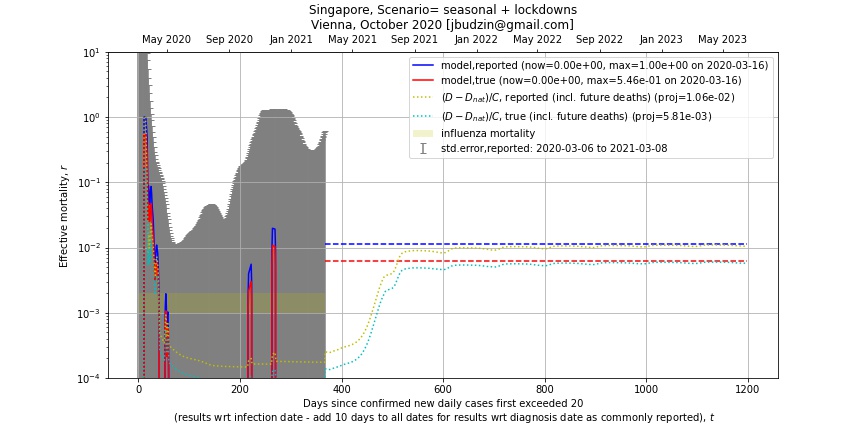 Singapore, Scenario= seasonal + lockdowns
Vienna, October 2020 [jbudzin@gmail.com]
May 2020 Sep 2020 Jan 2021 May 2021 Sep 2021 Jan 2022 May 2022 Sep 2022 Jan 2023 May 2023
model,reported (now=0.00e+00, max=1.00e+00 on 2020-03-16)
model,true (now=0.00e+00, max=5.46e-01 on 2020-03-16)
(D − D_nat)/C, reported (incl. future deaths) (proj=1.06e-02)
(D − D_nat)/C, true (incl. future deaths) (proj=5.81e-03)
influenza mortality
std.error,reported: 2020-03-06 to 2021-03-08
Effective mortality, r
10^1
10^0
10^−1
10^−2
10^−3
10^−4
0 200 400 600 800 1000 1200
Days since confirmed new daily cases first exceeded 20
(results wrt infection date - add 10 days to all dates for results wrt diagnosis date as commonly reported), t